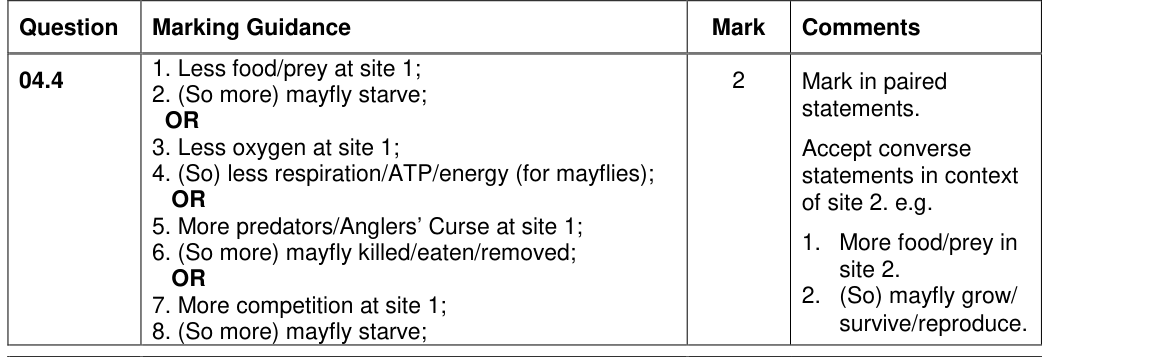 Question Marking Guidance Mark Comments
04.4
1. Less food/prey at site 1;
2. (So more) mayfly starve;
OR
3. Less oxygen at site 1;
4. (So) less respiration/ATP/energy (for mayflies);
OR
5. More predators/Anglers’ Curse at site 1;
6. (So more) mayfly killed/eaten/removed;
OR
7. More competition at site 1;
8. (So more) mayfly starve;
2
Mark in paired
statements.
Accept converse
statements in context
of site 2. e.g.
1. More food/prey in
site 2.
2. (So) mayfly grow/
survive/reproduce.